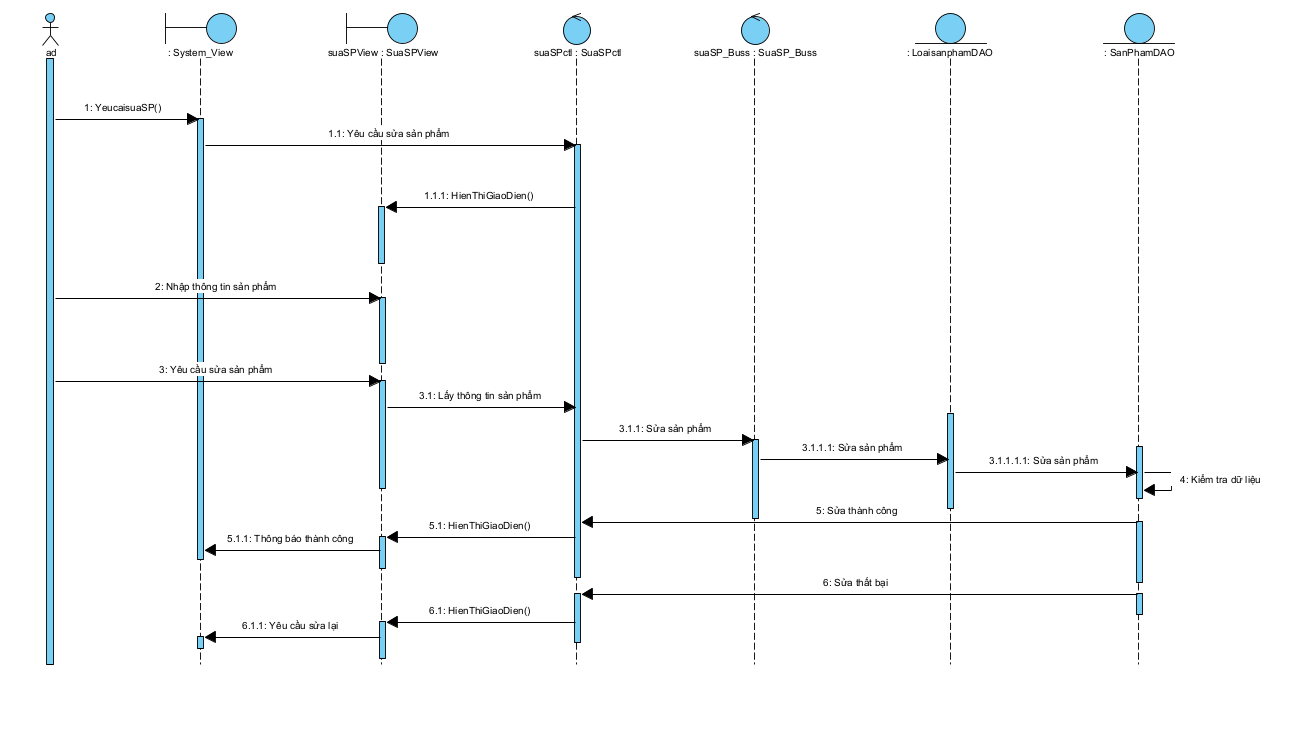 ad
: System_View
suaSPView : SuaSPView
suaSPctl : SuaSPctl
suaSP_Buss : SuaSP_Buss
: LoaisanphamDAO
: SanPhamDAO
1: YeucaisuaSP()
1.1: Yêu cầu sửa sản phẩm
1.1.1: HienThiGiaoDien()
2: Nhập thông tin sản phẩm
3: Yêu cầu sửa sản phẩm
3.1: Lấy thông tin sản phẩm
3.1.1: Sửa sản phẩm
3.1.1.1: Sửa sản phẩm
3.1.1.1.1: Sửa sản phẩm
4: Kiểm tra dữ liệu
5: Sửa thành công
5.1: HienThiGiaoDien()
5.1.1: Thông báo thành công
6: Sửa thất bại
6.1: HienThiGiaoDien()
6.1.1: Yêu cầu sửa lại